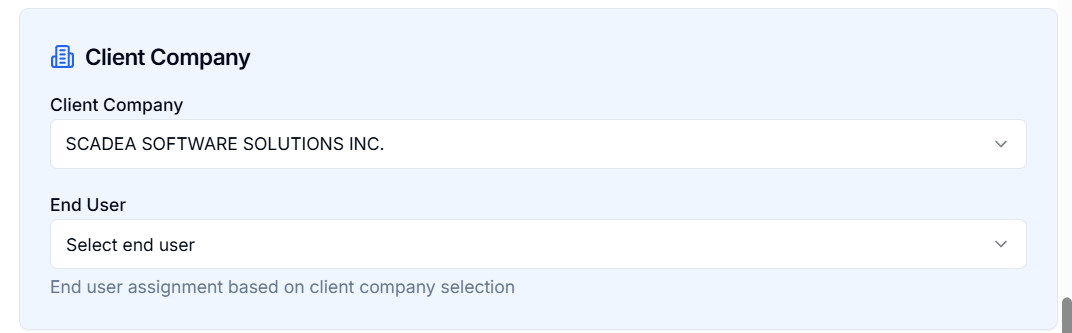 Client Company
Client Company
SCADEA SOFTWARE SOLUTIONS INC.
End User
Select end user
End user assignment based on client company selection